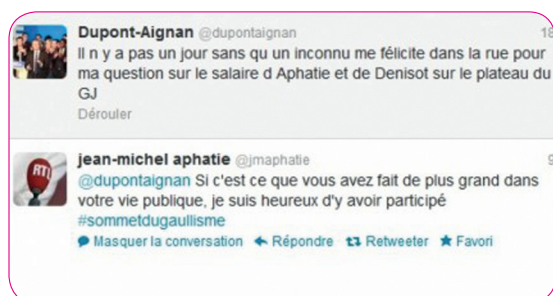 Dupont-Aignan @dupontaignan 18
Il n y a pas un jour sans qu un inconnu me félicite dans la rue pour
ma question sur le salaire d Aphatie et de Denisot sur le plateau du
GJ
Dérouler
jean-michel aphatie @jmaphatie 9
RTL
@dupontaignan Si c'est ce que vous avez fait de plus grand dans
votre vie publique, je suis heureux d'y avoir participé
#sommetdugaullisme
Masquer la conversation Répondre Retweeter Favori